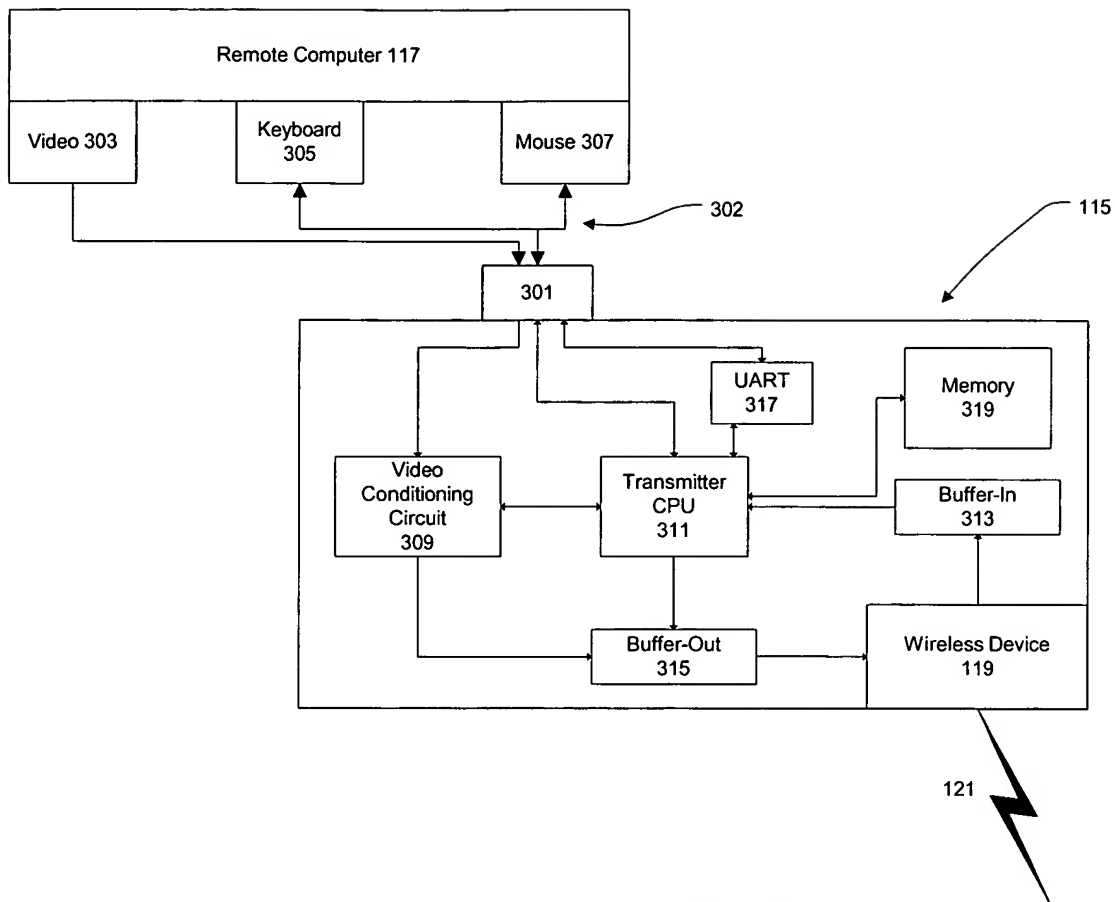 Remote Computer 117
Video 303
Keyboard
305
Mouse 307
302
115
301
UART
317
Memory
319
Video
Conditioning
Circuit
309
Transmitter
CPU
311
Buffer-In
313
Buffer-Out
315
Wireless Device
119
121